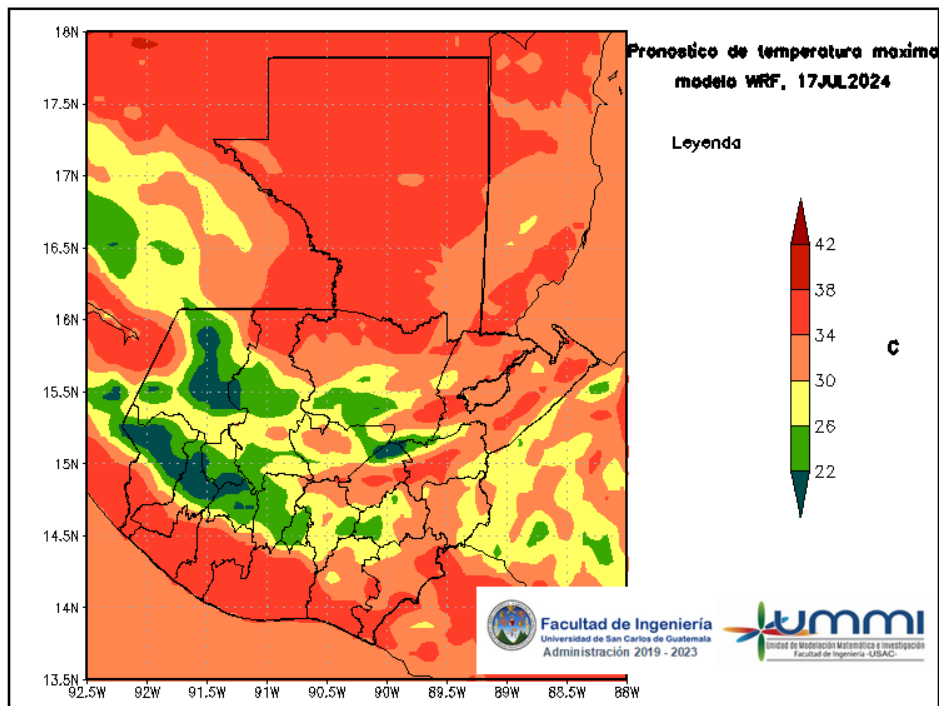 Pronostico de temperatura maxima
modelo WRF, 17JUL2024
Leyenda
18N
17.5N
17N
16.5N
16N
15.5N
15N
14.5N
14N
13.5N
92.5W
92W
91.5W
91W
90.5W
90W
89.5W
89W
88.5W
88W
42
38
34
30
26
22
C
Facultad de Ingeniería
Universidad de San Carlos de Guatemala
Administración 2019 - 2023
UMMI
Unidad de Modelación Matemática e Investigación
Facultad de Ingeniería -USAC-